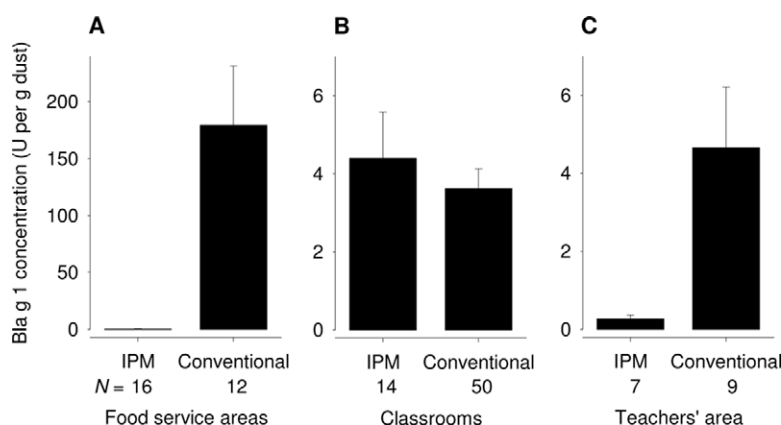 A B C
Bla g 1 concentration (U per g dust)
200
150
100
50
0
6
4
2
0
6
4
2
0
IPM Conventional IPM Conventional IPM Conventional
N = 16 12 14 50 7 9
Food service areas Classrooms Teachers' area